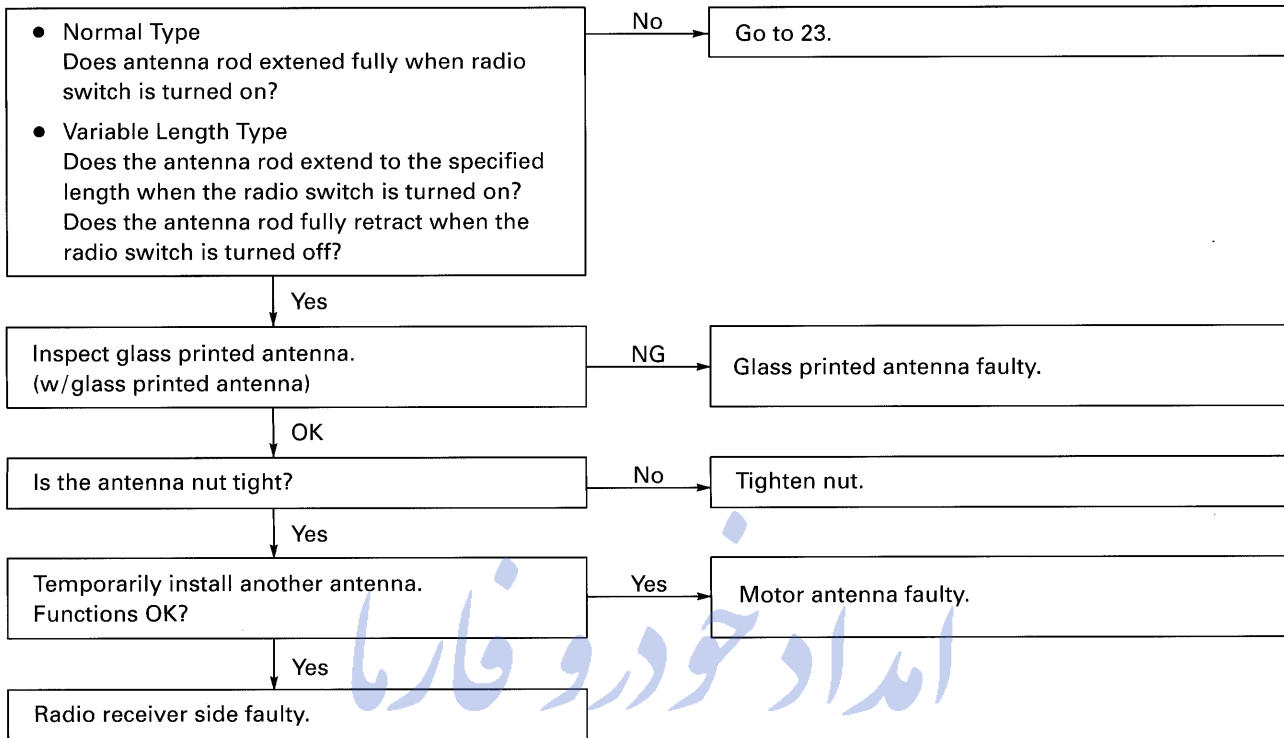 ● Normal Type
Does antenna rod extened fully when radio
switch is turned on?
● Variable Length Type
Does the antenna rod extend to the specified
length when the radio switch is turned on?
Does the antenna rod fully retract when the
radio switch is turned off?
No
Go to 23.
Yes
Inspect glass printed antenna.
(w/glass printed antenna)
NG
Glass printed antenna faulty.
OK
Is the antenna nut tight?
No
Tighten nut.
Yes
Temporarily install another antenna.
Functions OK?
Yes
Motor antenna faulty.
Yes
Radio receiver side faulty.
امداد خودرو فارما